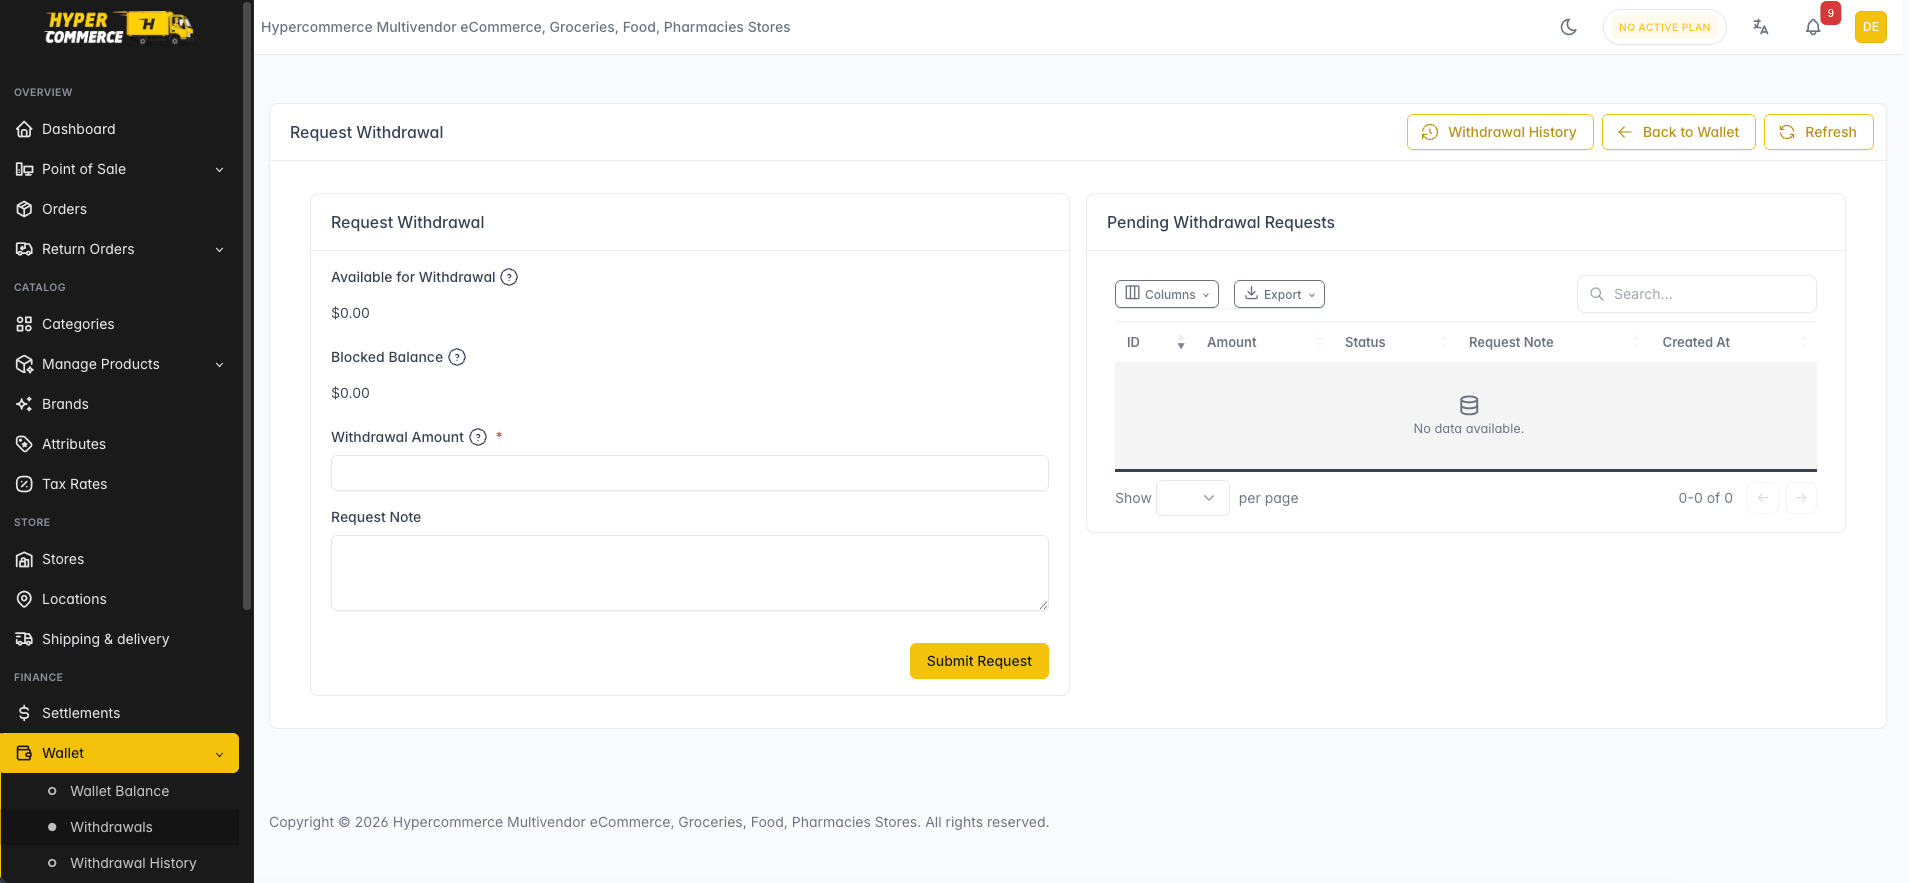 HYPER
COMMERCE
H
Hypercommerce Multivendor eCommerce, Groceries, Food, Pharmacies Stores
NO ACTIVE PLAN
9
DE
OVERVIEW
Dashboard
Point of Sale
Orders
Return Orders
CATALOG
Categories
Manage Products
Brands
Attributes
Tax Rates
STORE
Stores
Locations
Shipping & delivery
FINANCE
Settlements
Wallet
Wallet Balance
Withdrawals
Withdrawal History
Request Withdrawal
Withdrawal History
Back to Wallet
Refresh
Request Withdrawal
Available for Withdrawal
$0.00
Blocked Balance
$0.00
Withdrawal Amount *
Request Note
Submit Request
Pending Withdrawal Requests
Columns
Export
Search...
ID Amount Status Request Note Created At
No data available.
Show per page
0-0 of 0
Copyright © 2026 Hypercommerce Multivendor eCommerce, Groceries, Food, Pharmacies Stores. All rights reserved.